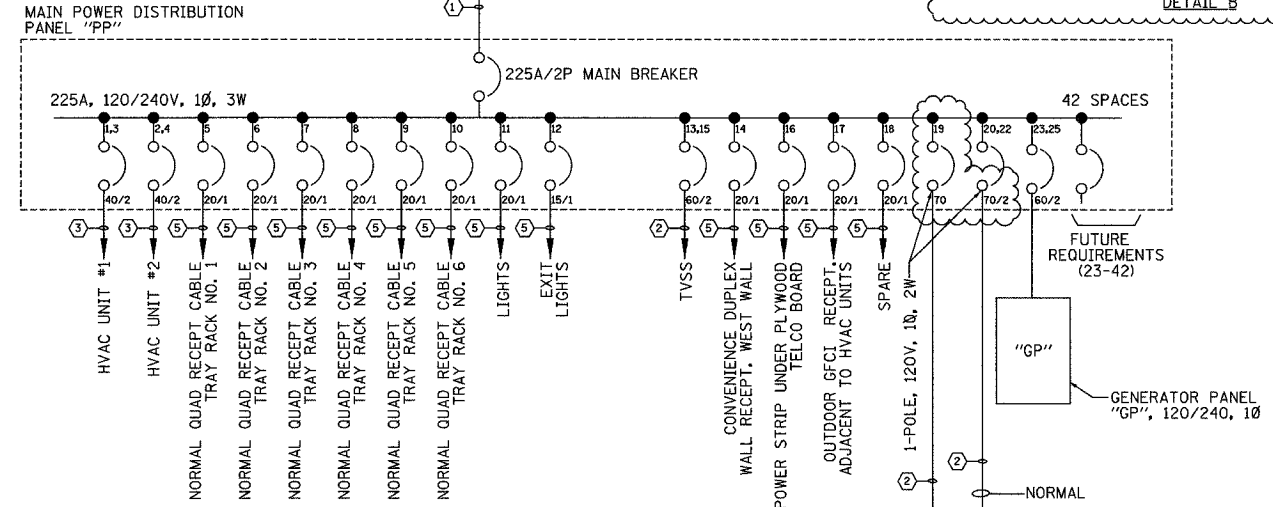 MAIN POWER DISTRIBUTION
PANEL "PP"
1
DETAIL B
225A/2P MAIN BREAKER
225A, 120/240V, 1Ø, 3W
42 SPACES
1,3
2,4
5
6
7
8
9
10
11
12
13,15
14
16
17
18
19
20,22
23,25
40/2
40/2
20/1
20/1
20/1
20/1
20/1
20/1
20/1
15/1
60/2
20/1
20/1
20/1
20/1
70
70/2
60/2
3
3
5
5
5
5
5
5
5
5
2
5
5
5
5
FUTURE
REQUIREMENTS
(23-42)
HVAC UNIT #1
HVAC UNIT #2
NORMAL QUAD RECEPT CABLE
TRAY RACK NO. 1
NORMAL QUAD RECEPT CABLE
TRAY RACK NO. 2
NORMAL QUAD RECEPT CABLE
TRAY RACK NO. 3
NORMAL QUAD RECEPT CABLE
TRAY RACK NO. 4
NORMAL QUAD RECEPT CABLE
TRAY RACK NO. 5
NORMAL QUAD RECEPT CABLE
TRAY RACK NO. 6
LIGHTS
EXIT
LIGHTS
TVSS
CONVENIENCE DUPLEX
WALL RECEPT. WEST WALL
POWER STRIP UNDER PLYWOOD
TELCO BOARD
OUTDOOR GFCI RECEPT.
ADJACENT TO HVAC UNITS
SPARE
1-POLE, 120V, 1Ø, 2W
"GP"
GENERATOR PANEL
"GP", 120/240, 1Ø
2
2
NORMAL